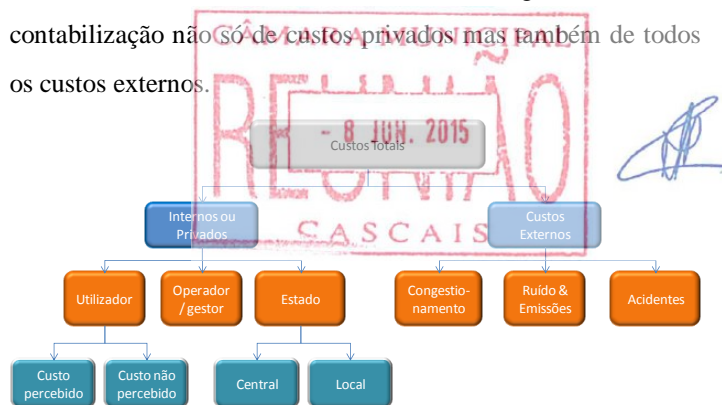 contabilização não só de custos privados mas também de todos
os custos externos.
CÂMARA MUNICIPAL
REUNIÃO
- 8 JUN. 2015
CASCAIS
Custos Totais
Internos ou
Privados
Custos
Externos
Utilizador
Operador
/ gestor
Estado
Congestio-
namento
Ruído &
Emissões
Acidentes
Custo
percebido
Custo não
percebido
Central
Local